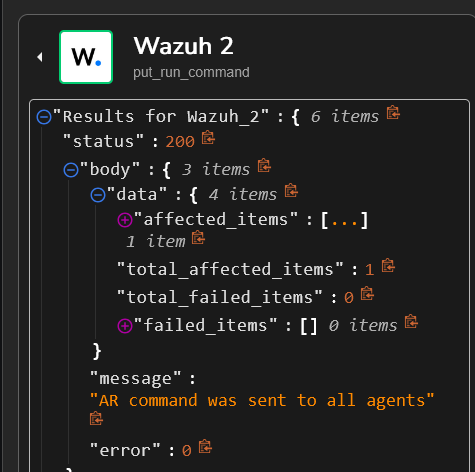 W.
Wazuh 2
put_run_command
"Results for Wazuh_2" : { 6 items
"status" : 200
"body" : { 3 items
"data" : { 4 items
"affected_items" : [...]
1 item
"total_affected_items" : 1
"total_failed_items" : 0
"failed_items" : [] 0 items
}
"message" :
"AR command was sent to all agents"
"error" : 0
}